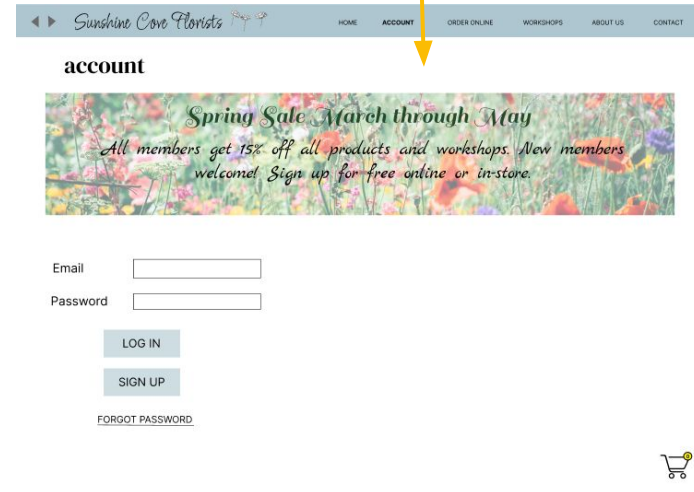 Sunshine Cove Florists
HOME ACCOUNT ORDER ONLINE WORKSHOPS ABOUT US CONTACT
account
Spring Sale March through May
All members get 15% off all products and workshops. New members
welcome! Sign up for free online or in-store.
Email
Password
LOG IN
SIGN UP
FORGOT PASSWORD
0